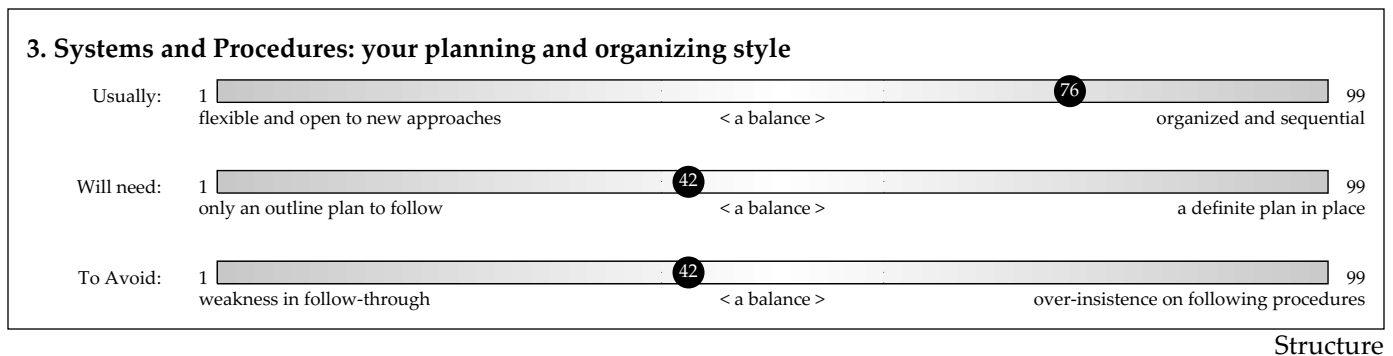 3. Systems and Procedures: your planning and organizing style
Usually: 1 76 99
flexible and open to new approaches < a balance > organized and sequential
Will need: 1 42 99
only an outline plan to follow < a balance > a definite plan in place
To Avoid: 1 42 99
weakness in follow-through < a balance > over-insistence on following procedures
Structure